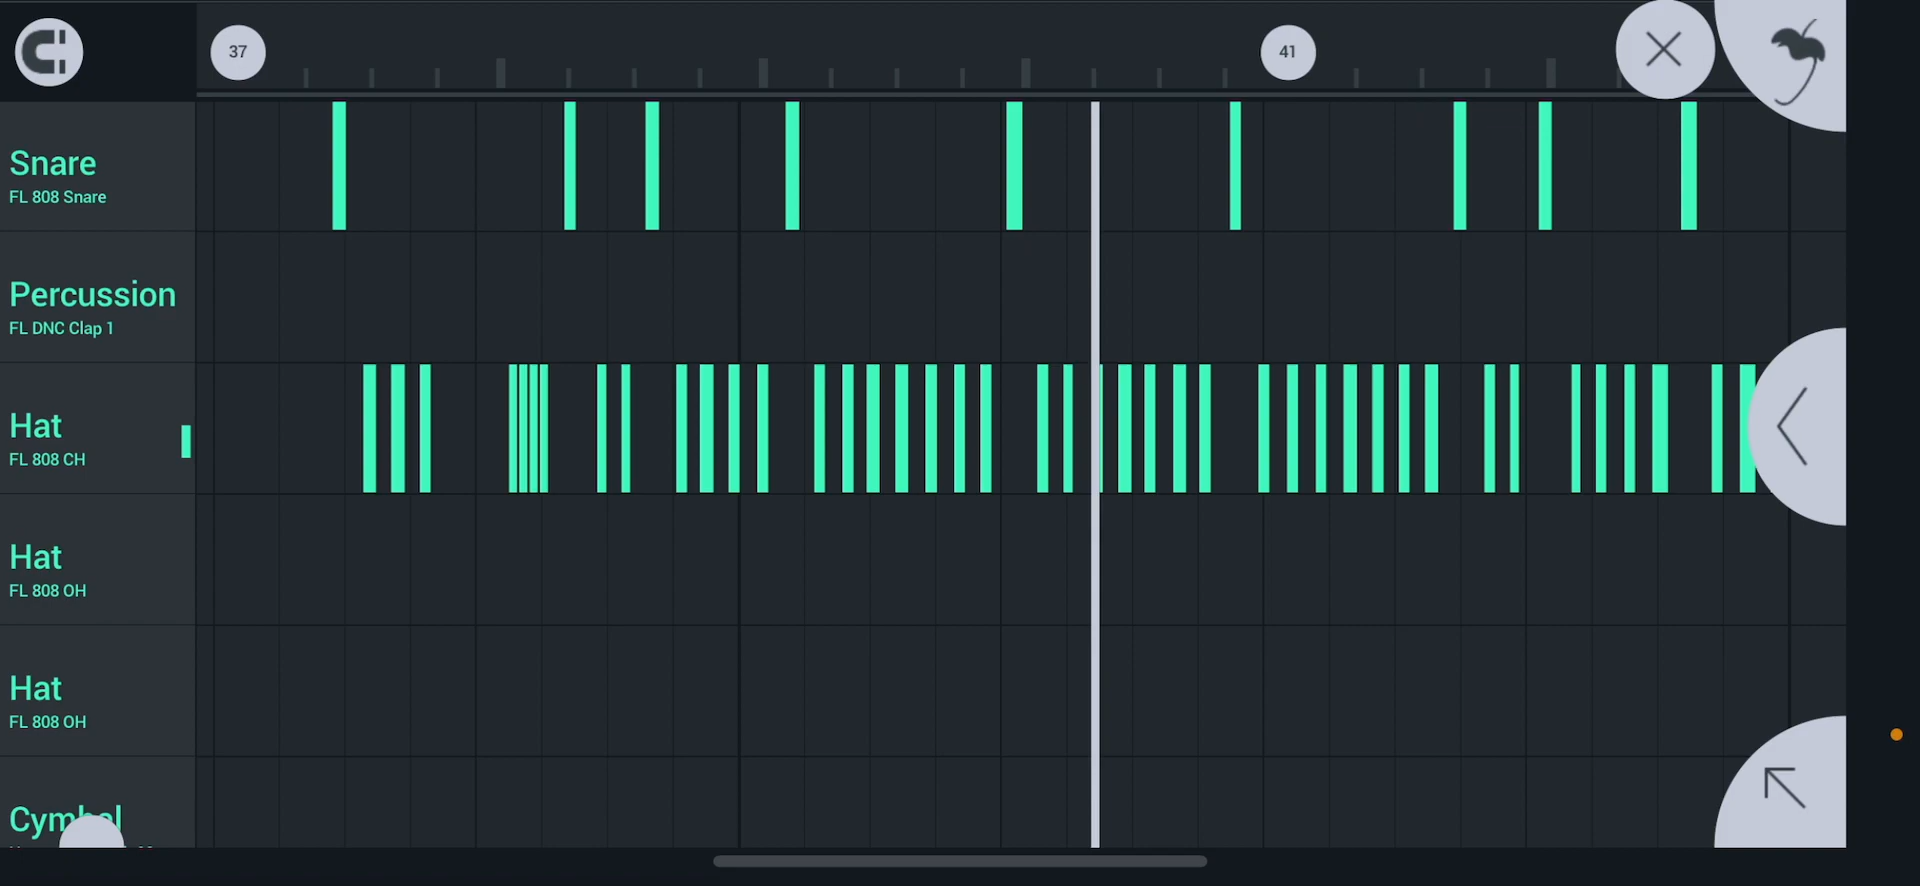 37
41
Snare
FL 808 Snare
Percussion
FL DNC Clap 1
Hat
FL 808 CH
Hat
FL 808 OH
Hat
FL 808 OH
Cymbal